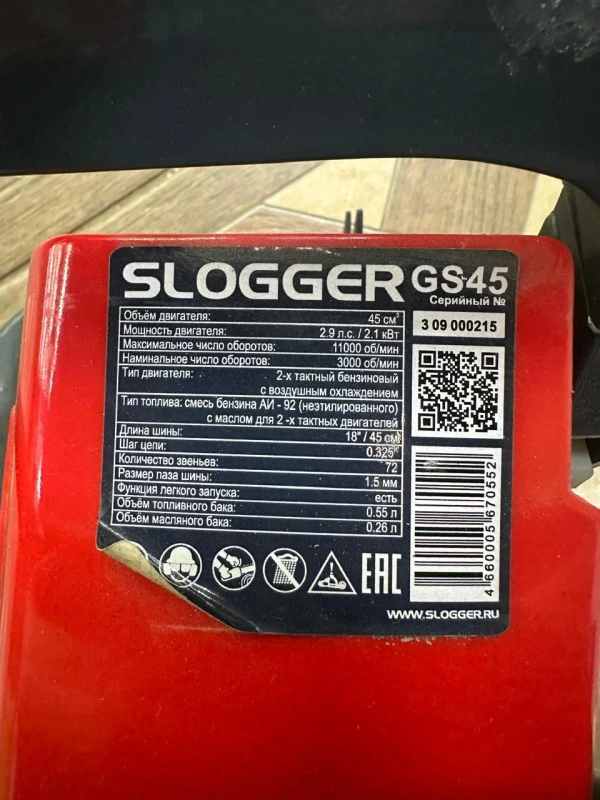 SLOGGER GS45
Серийный №
3 09 000215
Объём двигателя: 45 см³
Мощность двигателя: 2.9 л.с. / 2.1 кВт
Максимальное число оборотов: 11000 об/мин
Наминальное число оборотов: 3000 об/мин
Тип двигателя: 2-х тактный бензиновый
с воздушным охлаждением
Тип топлива: смесь бензина АИ - 92 (неэтилированного)
с маслом для 2 -х тактных двигателей
Длина шины: 18" / 45 см
Шаг цепи: 0.325"
Количество звеньев: 72
Размер паза шины: 1.5 мм
Функция легкого запуска: есть
Объём топливного бака: 0.55 л
Объём масляного бака: 0.26 л
4 660005 670552
EAC
WWW.SLOGGER.RU